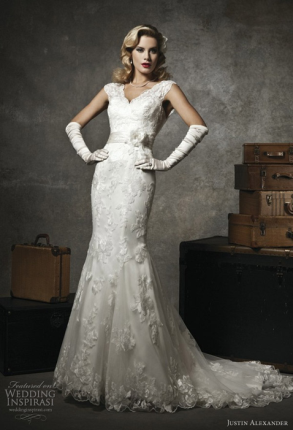 Featured on
WEDDING
INSPIRASI
weddinginspirasi.com
JUSTIN ALEXANDER